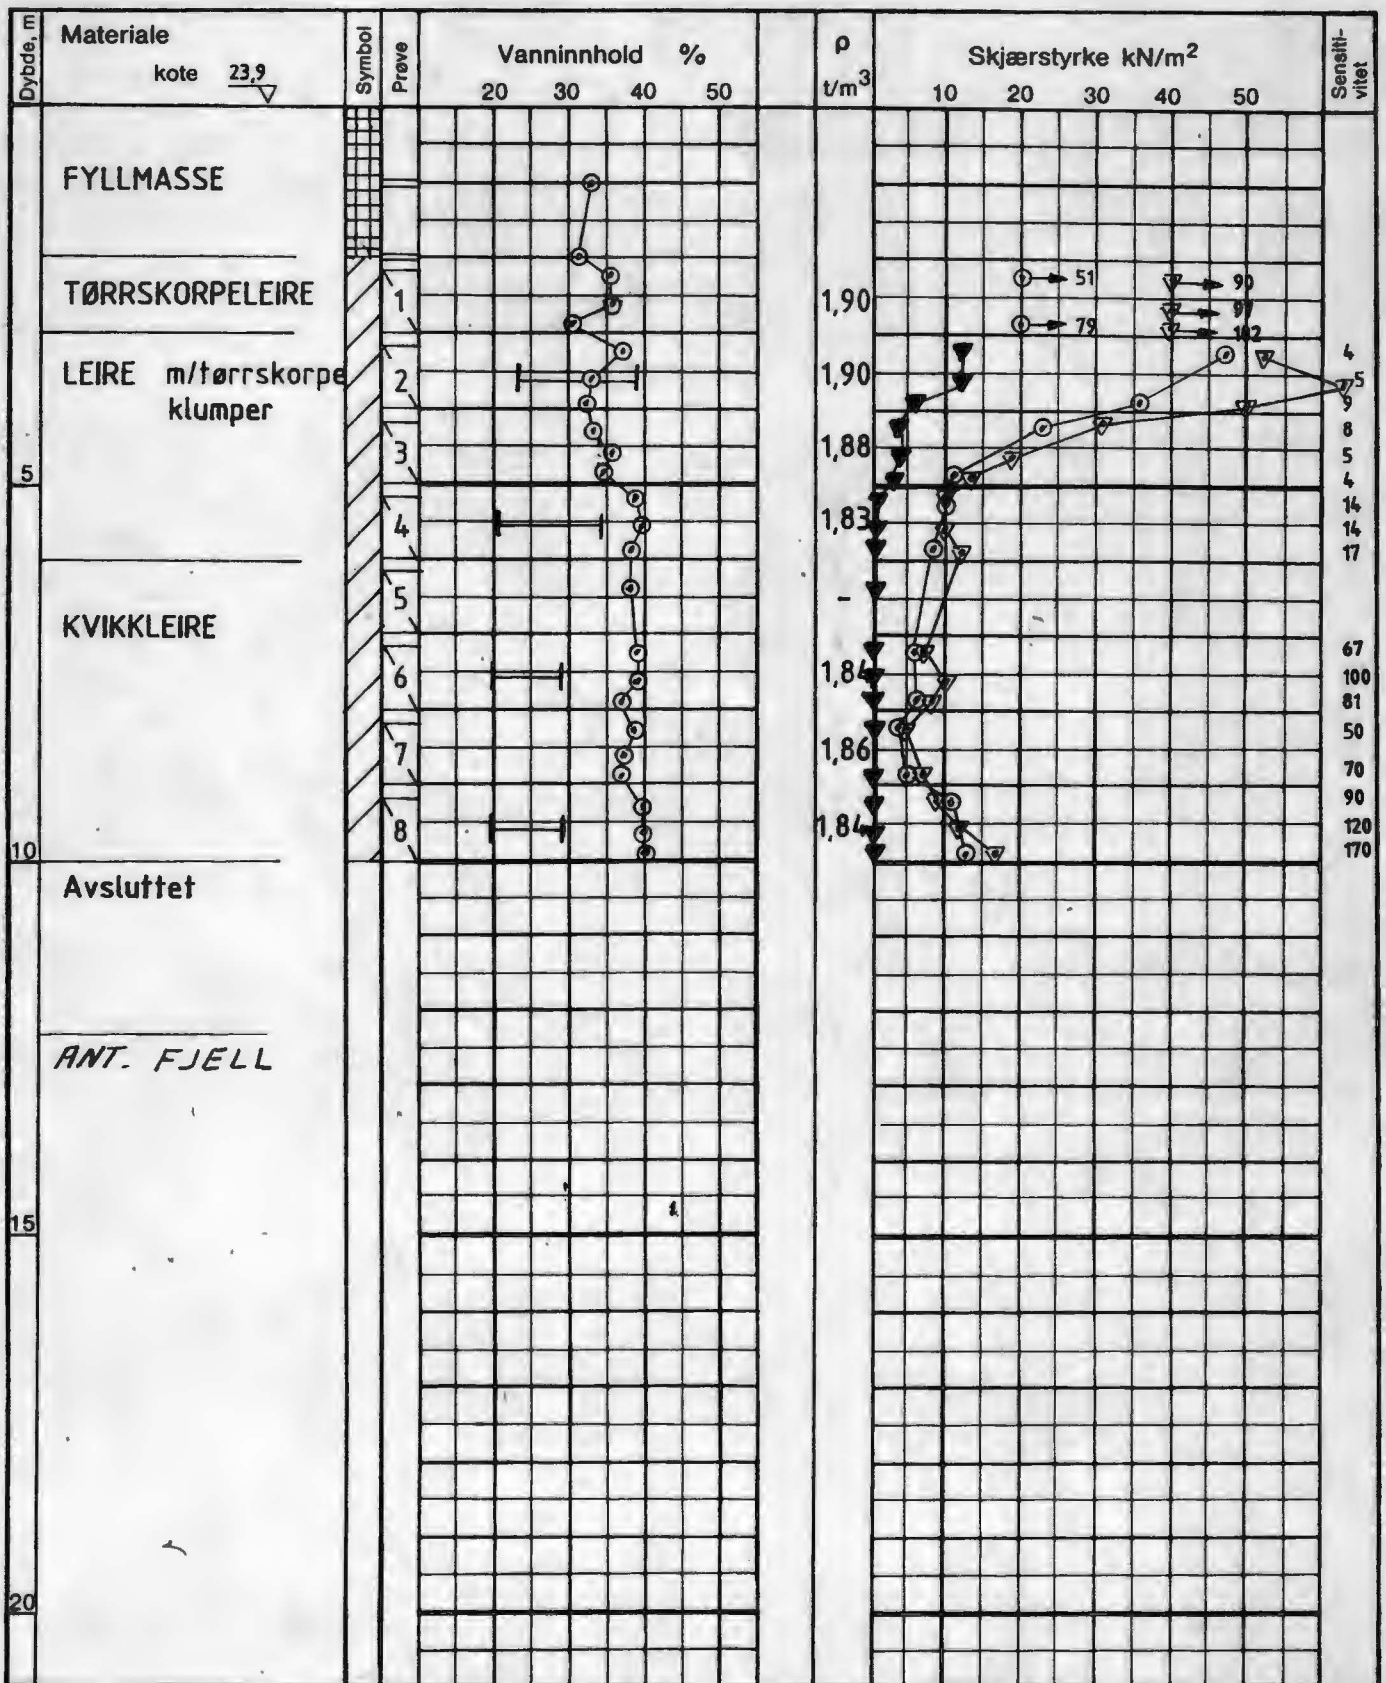 Dybde, m
Materiale
kote 23,9
Symbol
Prøve
Vanninnhold %
20 30 40 50
ρ
t/m³
Skjærstyrke kN/m²
10 20 30 40 50
Sensiti-
vitet
FYLLMASSE
TØRRSKORPELEIRE
1
1,90
51
90
97
79
102
LEIRE m/tørrskorpe
klumper
2
1,90
4
5
9
3
1,88
8
5
4
5
4
1,83
14
14
17
KVIKKLEIRE
5
-
6
1,84
67
100
81
7
1,86
50
70
8
1,84
90
120
170
10
Avsluttet
ANT. FJELL
15
20